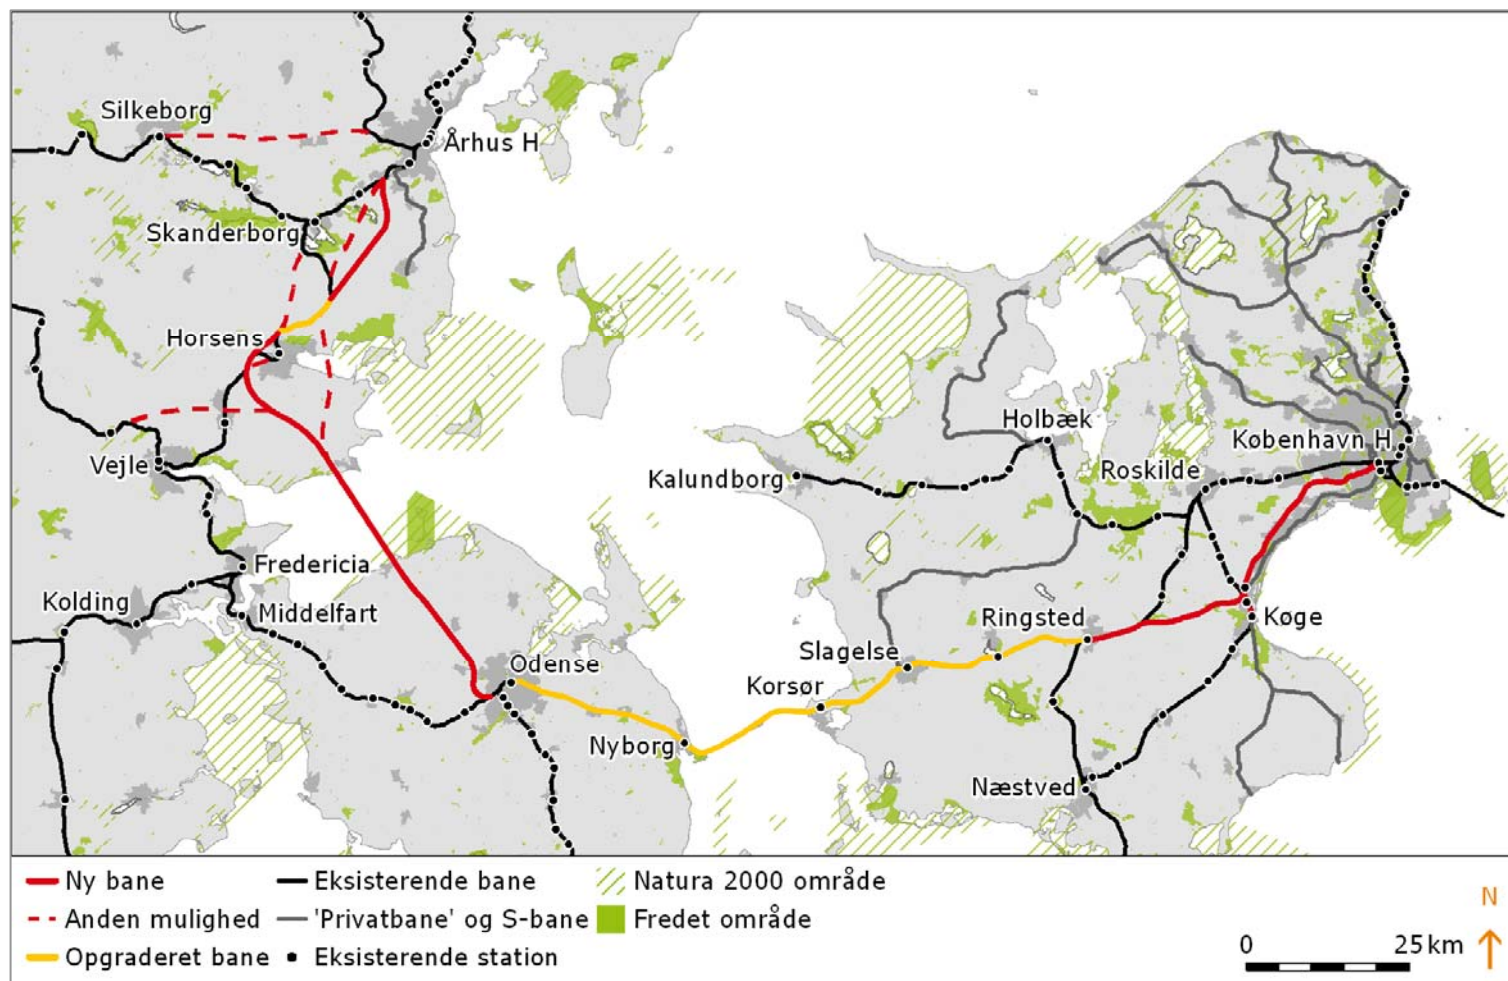 Silkeborg
Århus H
Skanderborg
Horsens
Holbæk
København H
Vejle
Kalundborg
Roskilde
Fredericia
Kolding
Middelfart
Køge
Ringsted
Slagelse
Odense
Korsør
Nyborg
Næstved
Ny bane
Eksisterende bane
Natura 2000 område
Anden mulighed
'Privatbane' og S-bane
Fredet område
Opgraderet bane
Eksisterende station
0 25 km
N